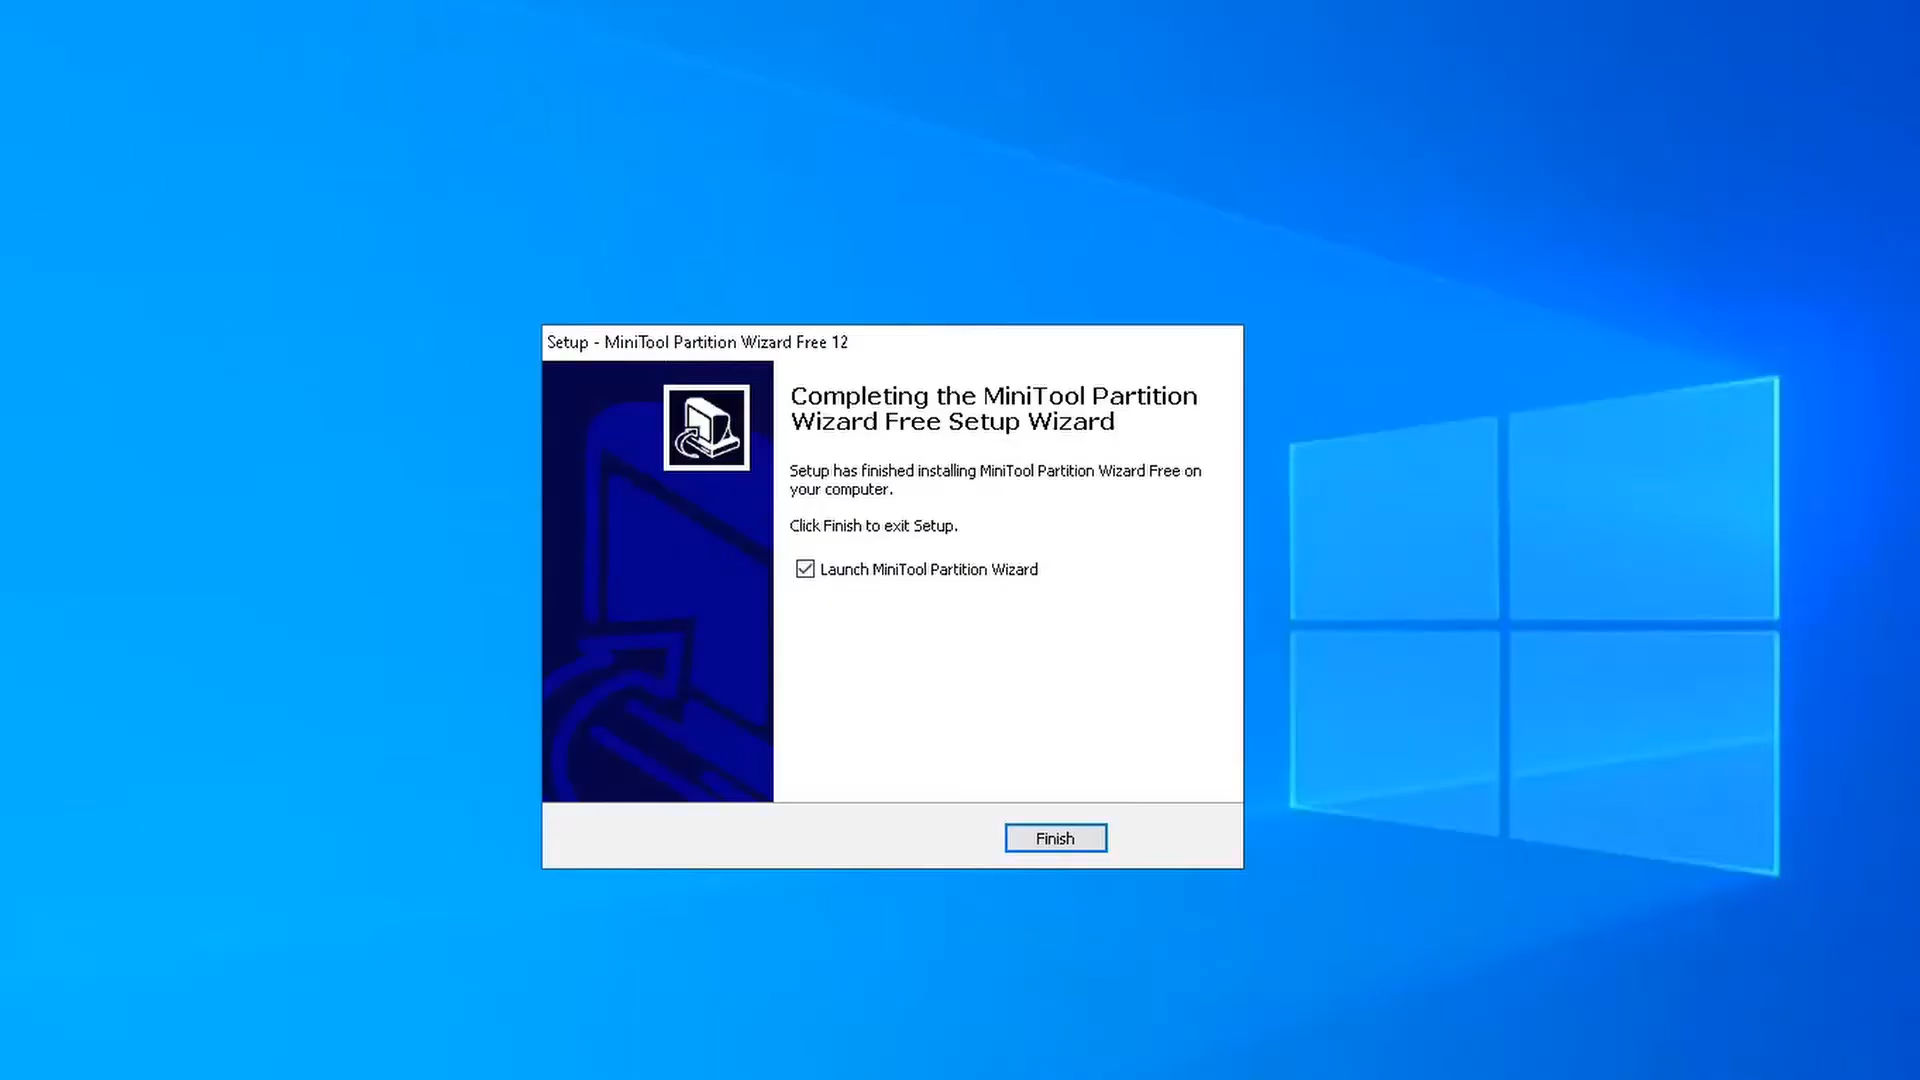 Setup - MiniTool Partition Wizard Free 12
Completing the MiniTool Partition
Wizard Free Setup Wizard
Setup has finished installing MiniTool Partition Wizard Free on
your computer.
Click Finish to exit Setup.
Launch MiniTool Partition Wizard
Finish